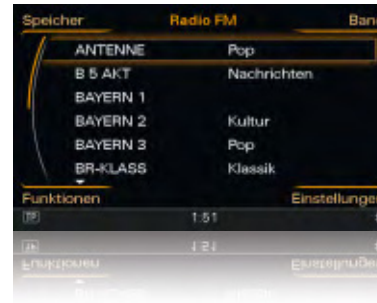 Speicher Radio FM Ban
ANTENNE Pop
B 5 AKT Nachrichten
BAYERN 1
BAYERN 2 Kultur
BAYERN 3 Pop
BR-KLASS Klassik
Funktionen Einstellunge
TP 1:51